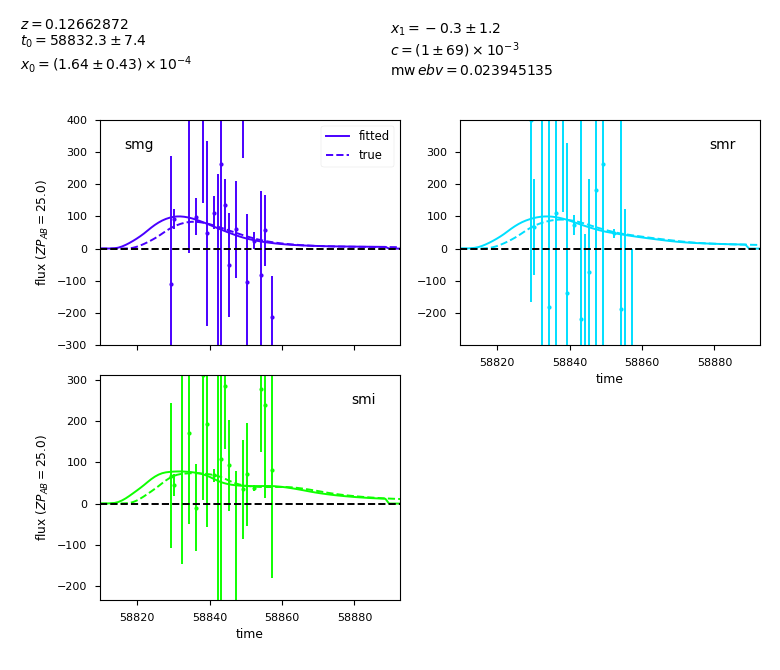 z = 0.12662872
t₀ = 58832.3 ± 7.4
x₀ = (1.64 ± 0.43) × 10⁻⁴
x₁ = −0.3 ± 1.2
c = (1 ± 69) × 10⁻³
mw ebv = 0.023945135
smg
fitted
true
400
300
200
100
0
−100
−200
−300
flux (ZP_AB = 25.0)
smr
400
300
200
100
0
−100
−200
58820 58840 58860 58880
time
smi
300
200
100
0
−100
−200
flux (ZP_AB = 25.0)
58820 58840 58860 58880
time